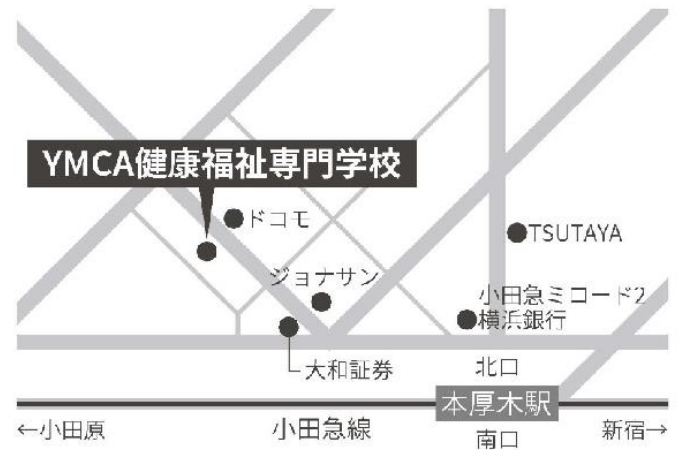 YMCA健康福祉専門学校
ドコモ
TSUTAYA
ジョナサン
小田急ミロード2
横浜銀行
大和証券
北口
本厚木駅
←小田原
小田急線
南口
新宿→